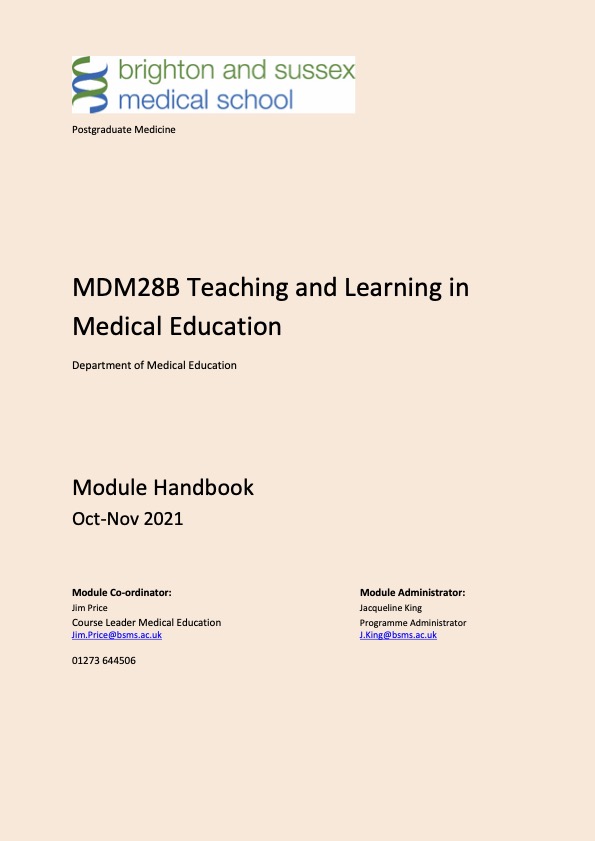 brighton and sussex
medical school
Postgraduate Medicine
MDM28B Teaching and Learning in
Medical Education
Department of Medical Education
Module Handbook
Oct-Nov 2021
Module Co-ordinator:
Jim Price
Course Leader Medical Education
Jim.Price@bsms.ac.uk
01273 644506
Module Administrator:
Jacqueline King
Programme Administrator
J.King@bsms.ac.uk